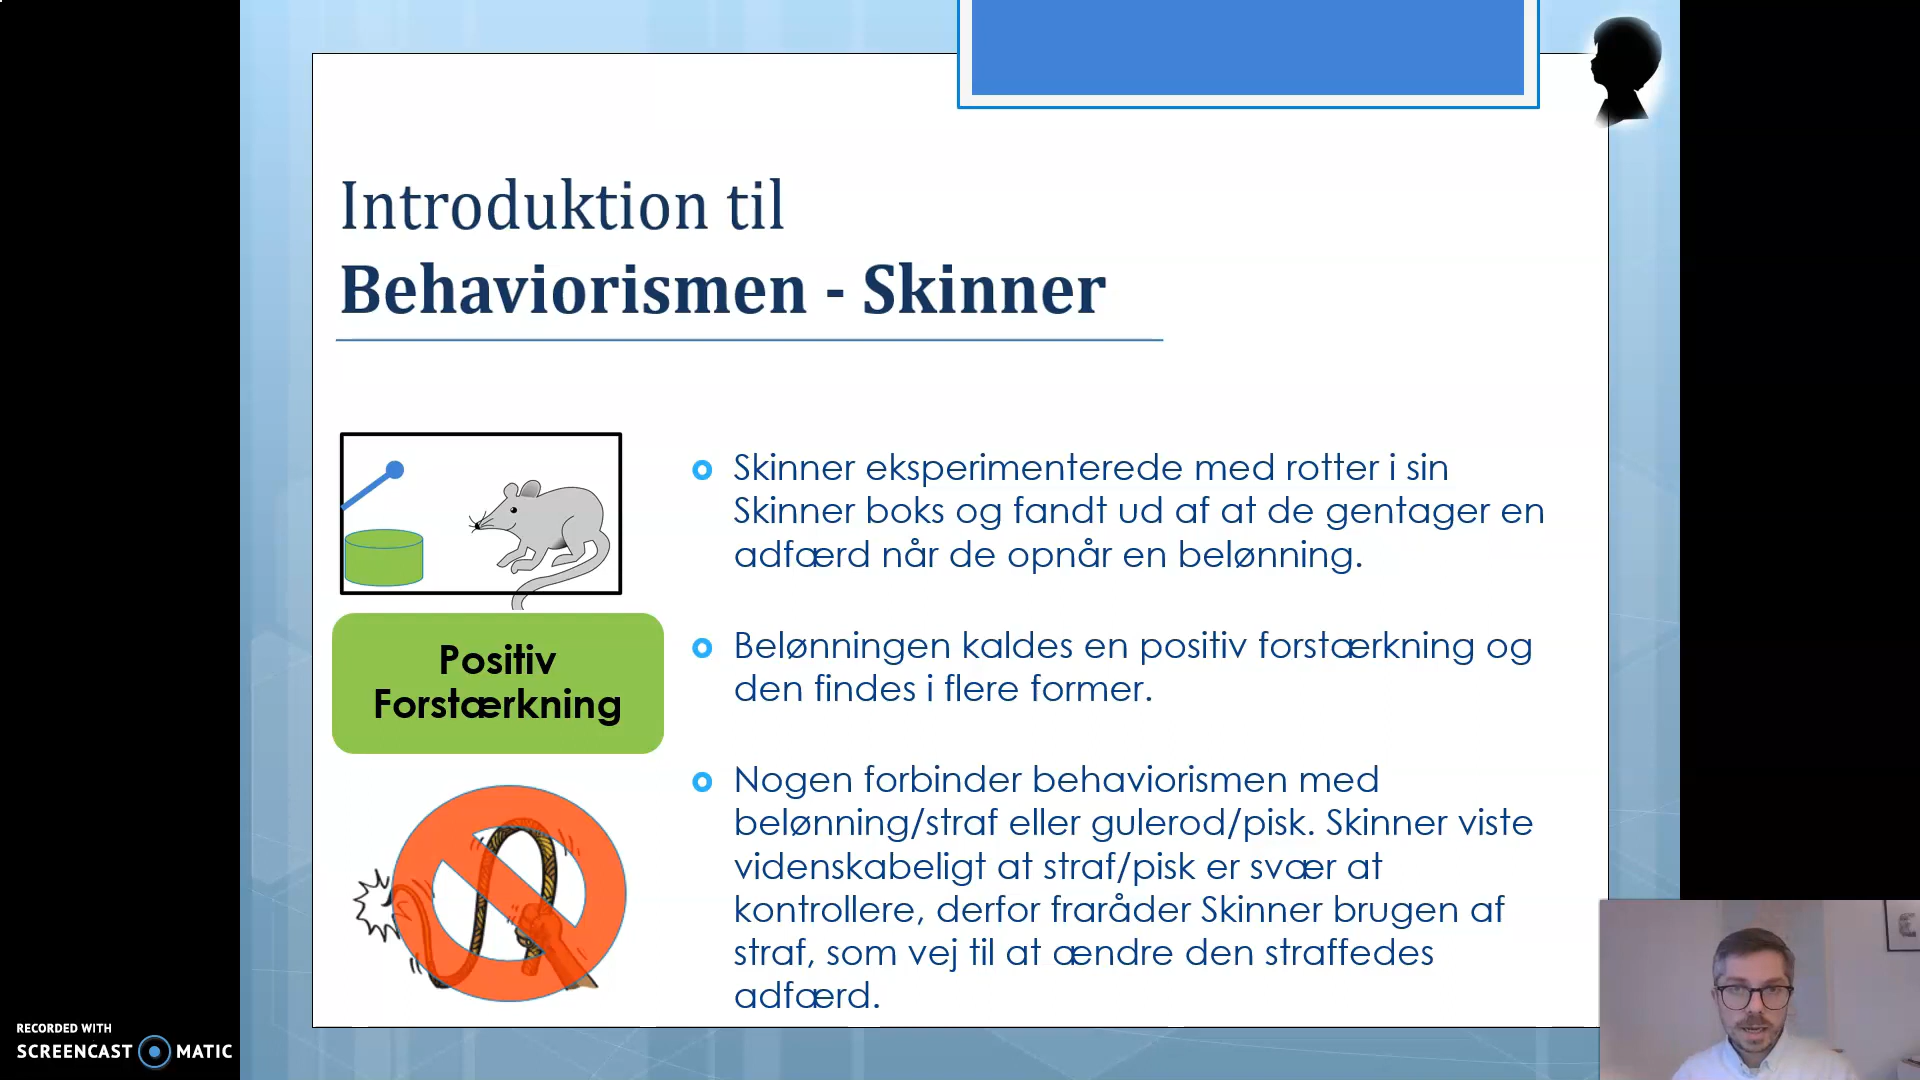 Introduktion til
Behaviorismen - Skinner
Skinner eksperimenterede med rotter i sin
Skinner boks og fandt ud af at de gentager en
adfærd når de opnår en belønning.
Positiv
Forstærkning
Belønningen kaldes en positiv forstærkning og
den findes i flere former.
Nogen forbinder behaviorismen med
belønning/straf eller gulerod/pisk. Skinner viste
videnskabeligt at straf/pisk er svær at
kontrollere, derfor fraråder Skinner brugen af
straf, som vej til at ændre den straffedes
adfærd.
RECORDED WITH
SCREENCAST MATIC